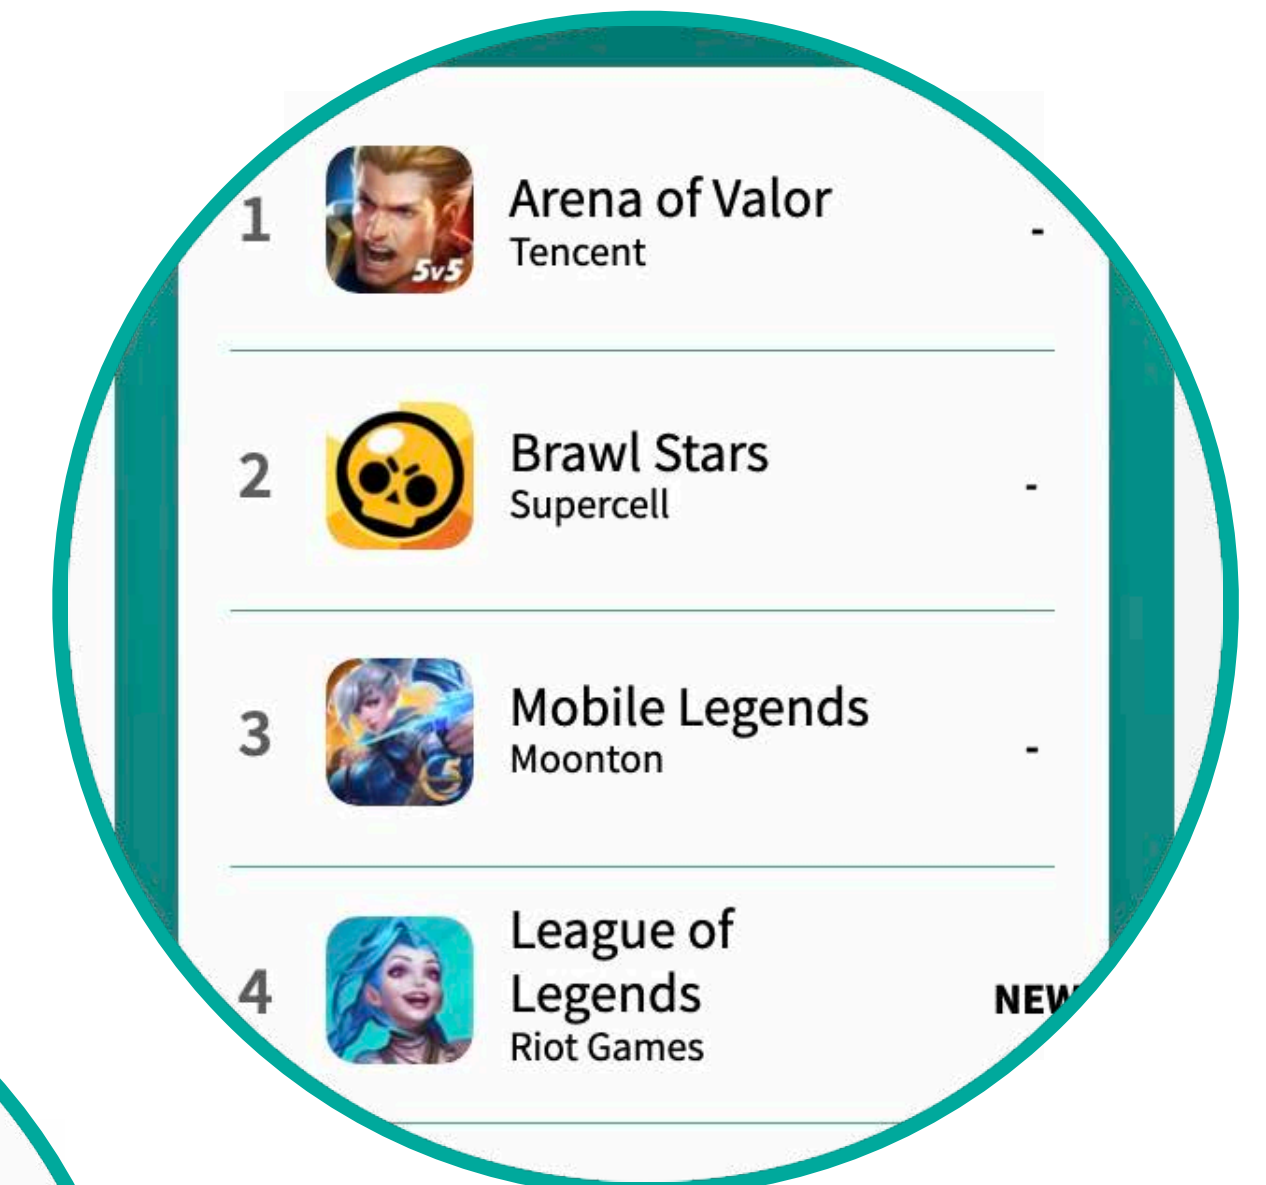 1
5v5
Arena of Valor
Tencent
-
2
Brawl Stars
Supercell
-
3
Mobile Legends
Moonton
-
4
League of
Legends
Riot Games
NEW